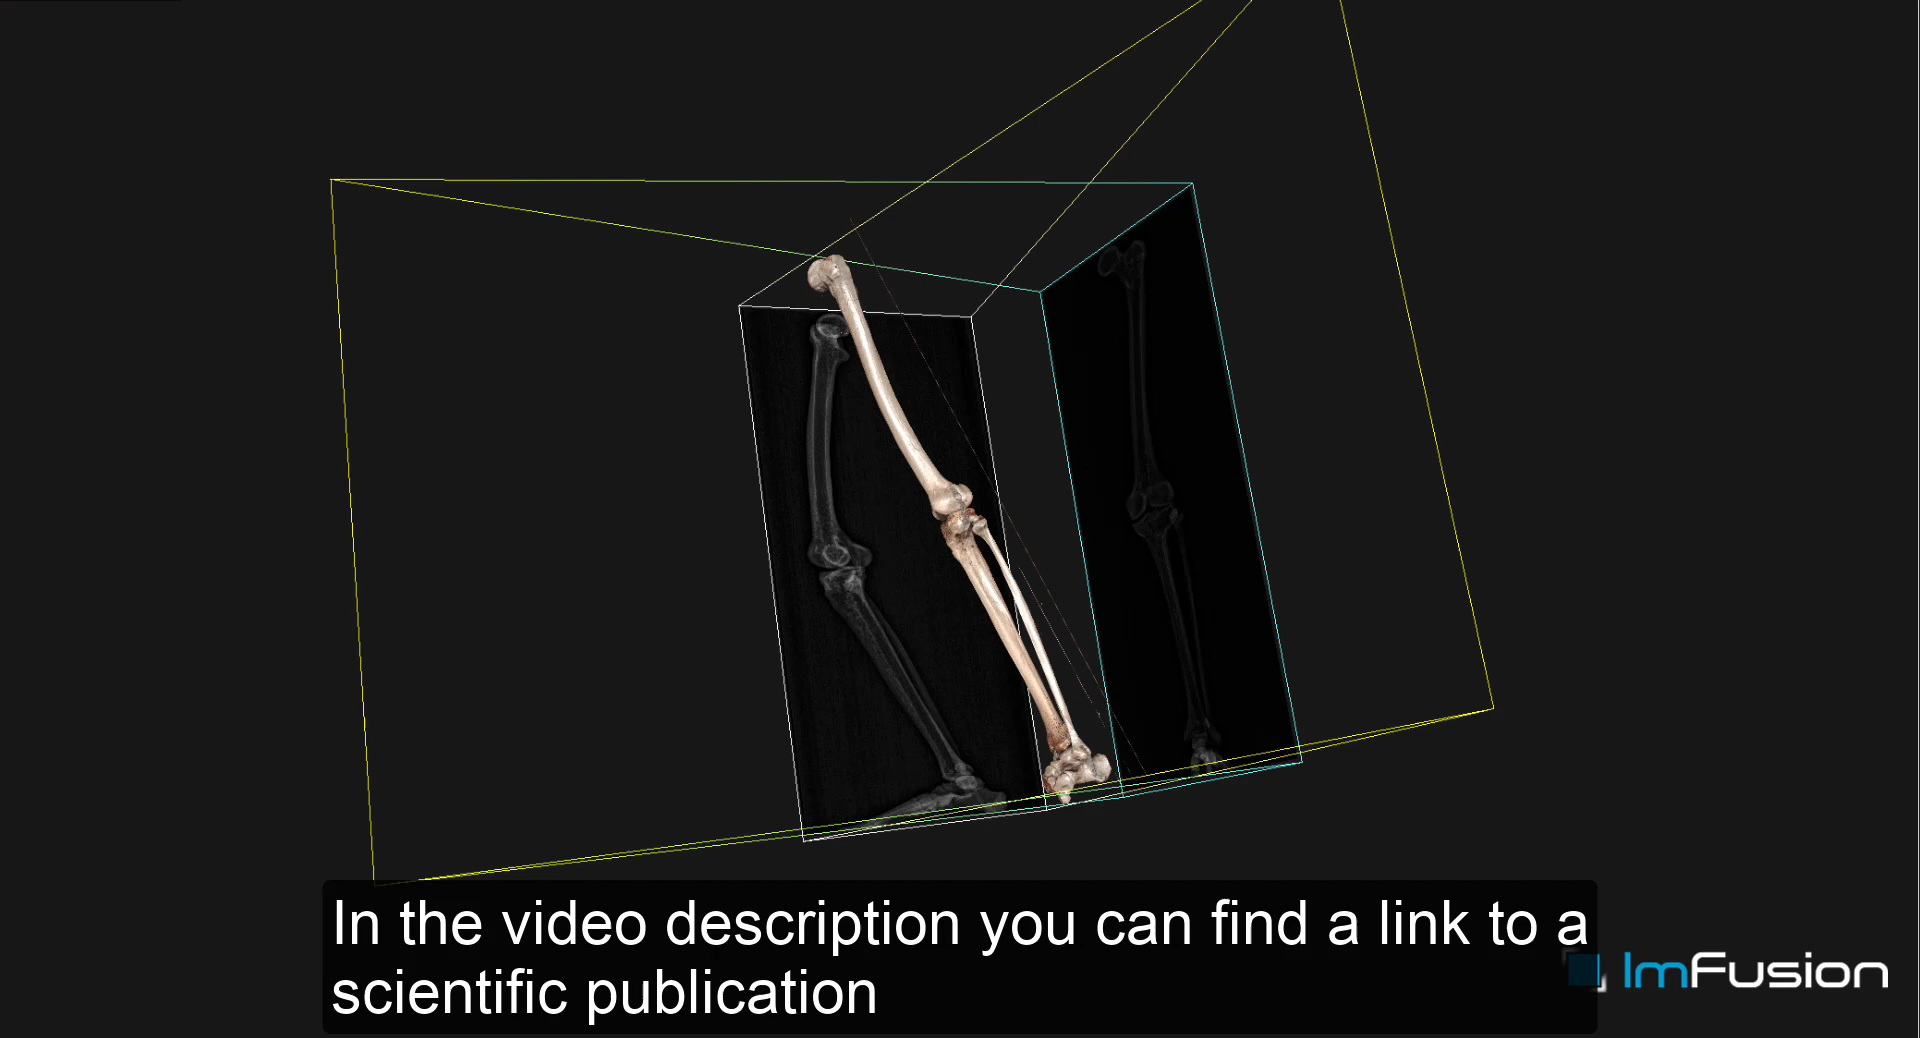 In the video description you can find a link to a
scientific publication
ImFusion